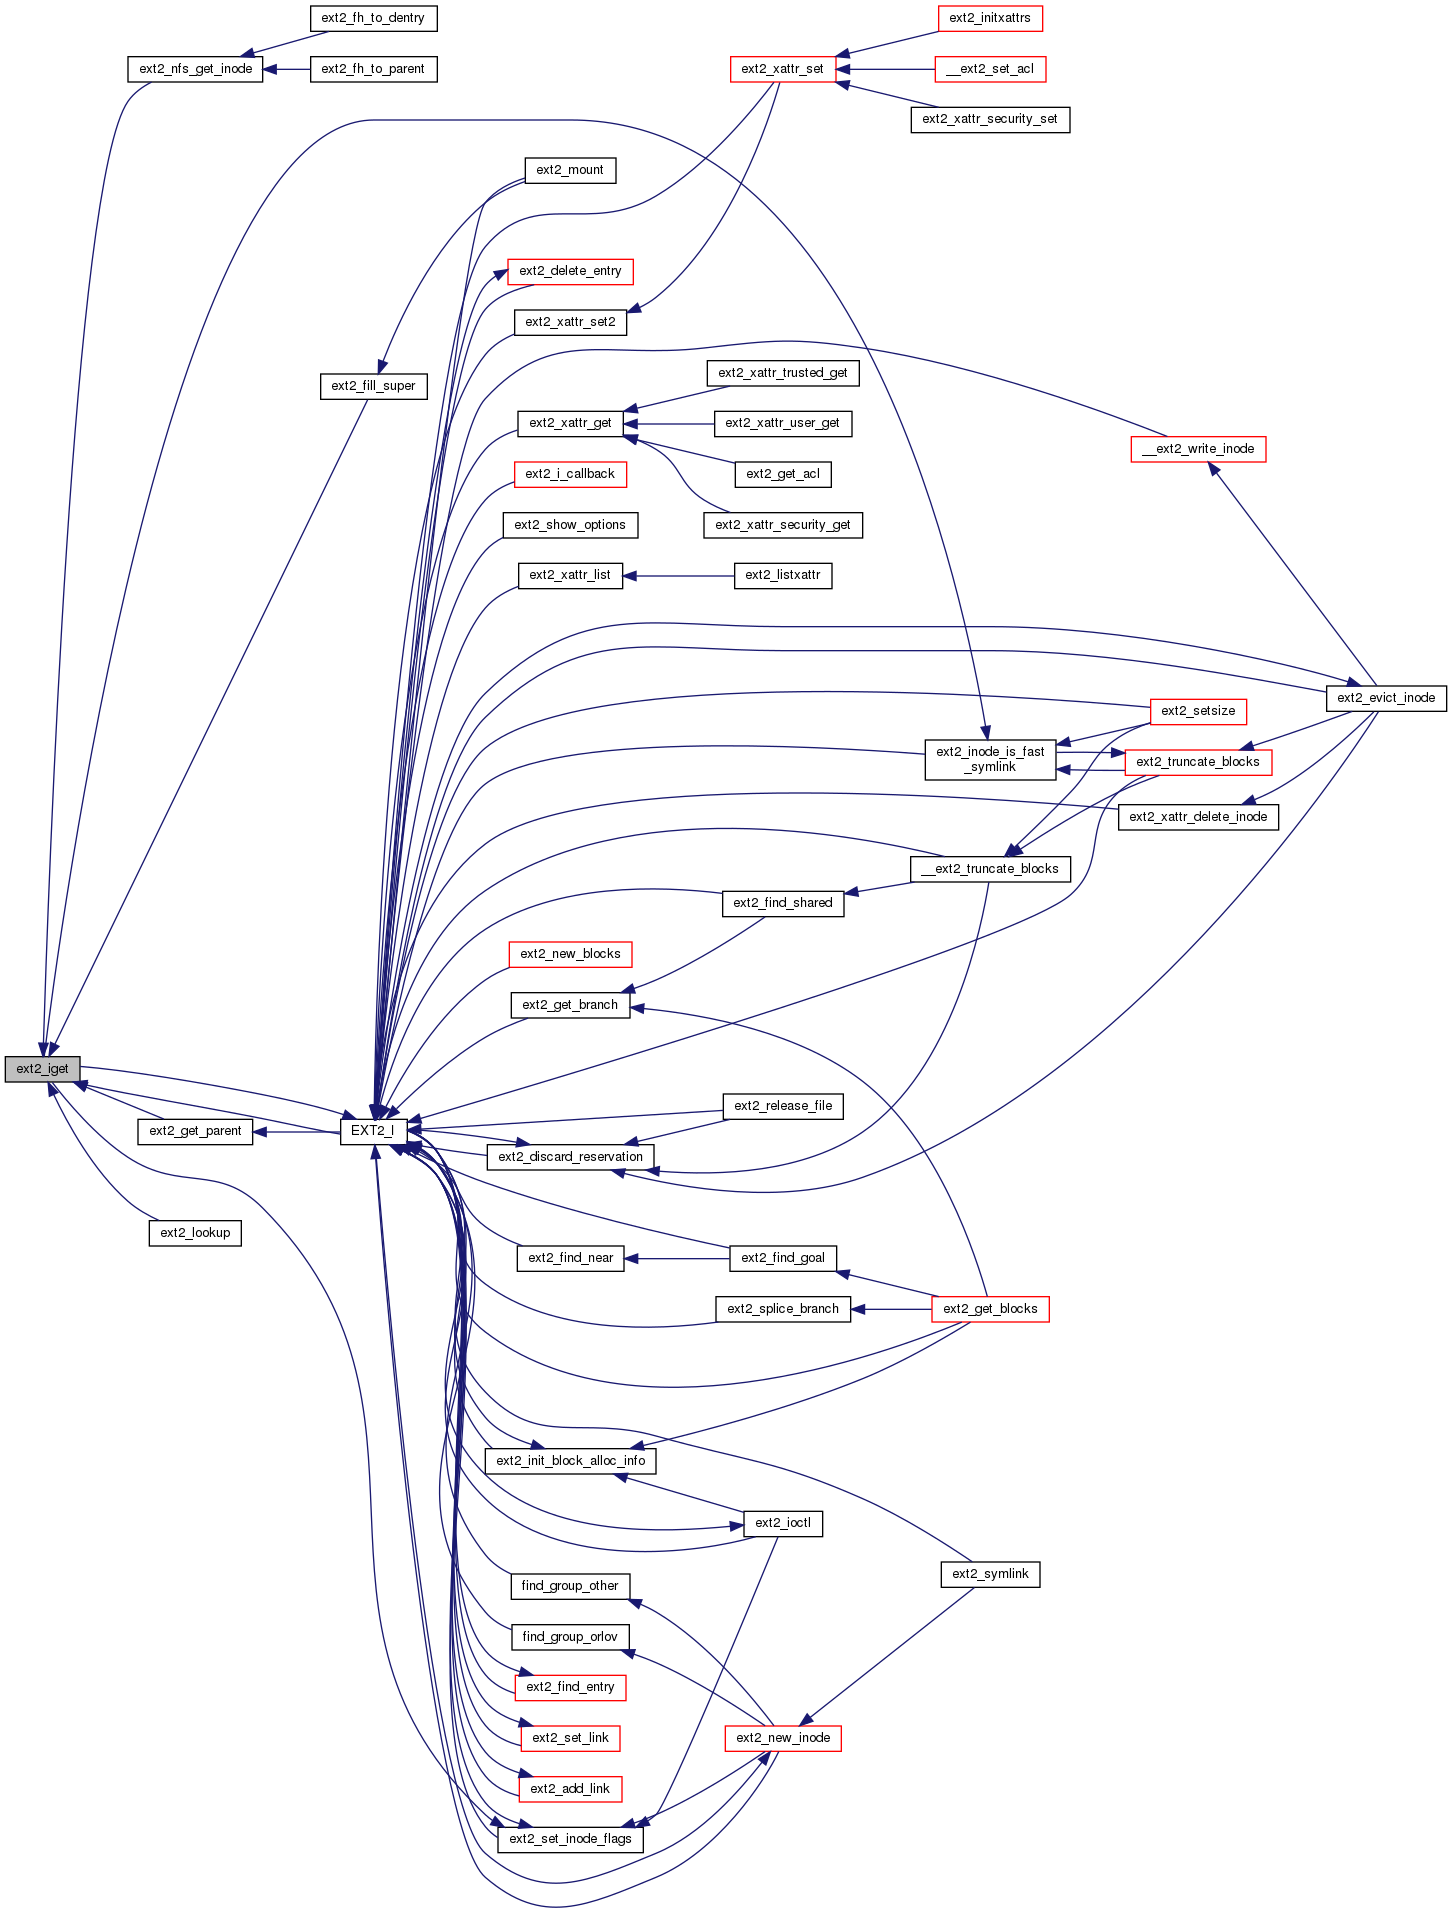 ext2_fh_to_dentry
ext2_initxattrs
ext2_nfs_get_inode
ext2_fh_to_parent
ext2_xattr_set
__ext2_set_acl
ext2_xattr_security_set
ext2_mount
ext2_delete_entry
ext2_xattr_set2
ext2_fill_super
ext2_xattr_trusted_get
ext2_xattr_get
ext2_xattr_user_get
__ext2_write_inode
ext2_i_callback
ext2_get_acl
ext2_show_options
ext2_xattr_security_get
ext2_xattr_list
ext2_listxattr
ext2_evict_inode
ext2_setsize
ext2_inode_is_fast
_symlink
ext2_truncate_blocks
ext2_xattr_delete_inode
__ext2_truncate_blocks
ext2_find_shared
ext2_new_blocks
ext2_get_branch
ext2_iget
ext2_release_file
ext2_get_parent
EXT2_I
ext2_discard_reservation
ext2_lookup
ext2_find_near
ext2_find_goal
ext2_splice_branch
ext2_get_blocks
ext2_init_block_alloc_info
ext2_ioctl
ext2_symlink
find_group_other
find_group_orlov
ext2_find_entry
ext2_set_link
ext2_new_inode
ext2_add_link
ext2_set_inode_flags